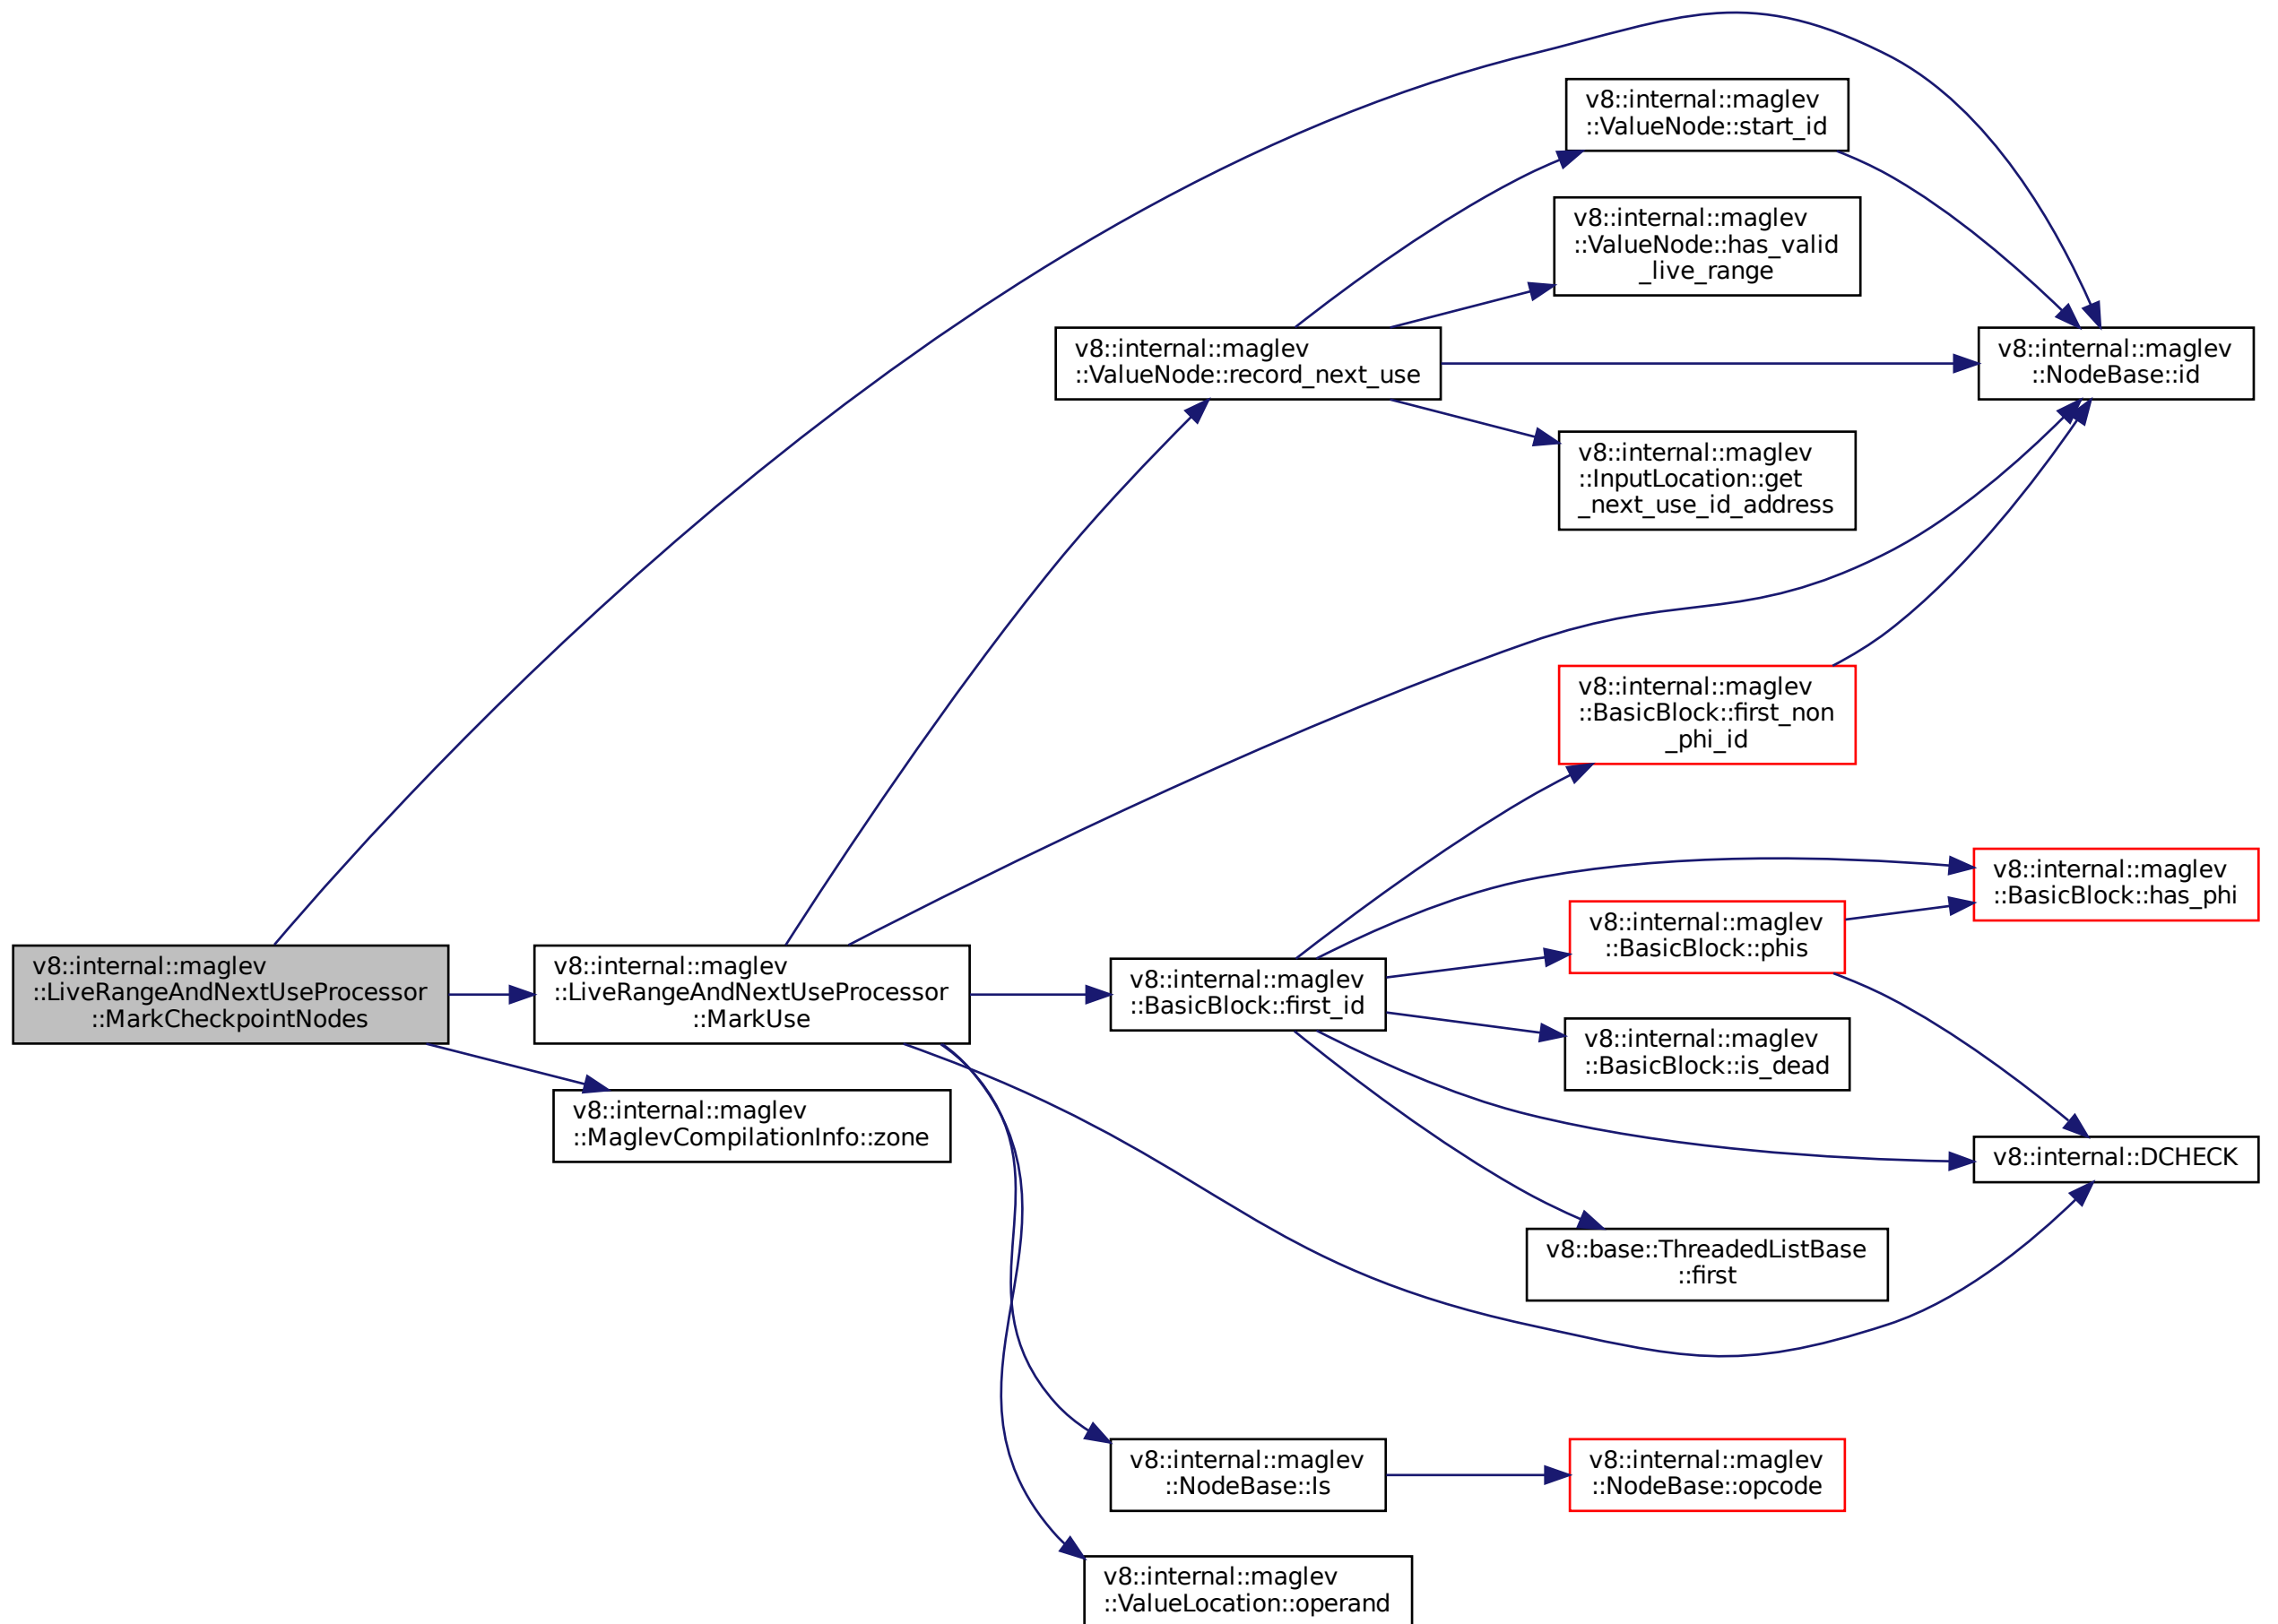 v8::internal::maglev
::ValueNode::start_id
v8::internal::maglev
::ValueNode::has_valid
_live_range
v8::internal::maglev
::ValueNode::record_next_use
v8::internal::maglev
::NodeBase::id
v8::internal::maglev
::InputLocation::get
_next_use_id_address
v8::internal::maglev
::BasicBlock::first_non
_phi_id
v8::internal::maglev
::BasicBlock::has_phi
v8::internal::maglev
::BasicBlock::phis
v8::internal::maglev
::LiveRangeAndNextUseProcessor
::MarkCheckpointNodes
v8::internal::maglev
::LiveRangeAndNextUseProcessor
::MarkUse
v8::internal::maglev
::BasicBlock::first_id
v8::internal::maglev
::BasicBlock::is_dead
v8::internal::maglev
::MaglevCompilationInfo::zone
v8::internal::DCHECK
v8::base::ThreadedListBase
::first
v8::internal::maglev
::NodeBase::Is
v8::internal::maglev
::NodeBase::opcode
v8::internal::maglev
::ValueLocation::operand